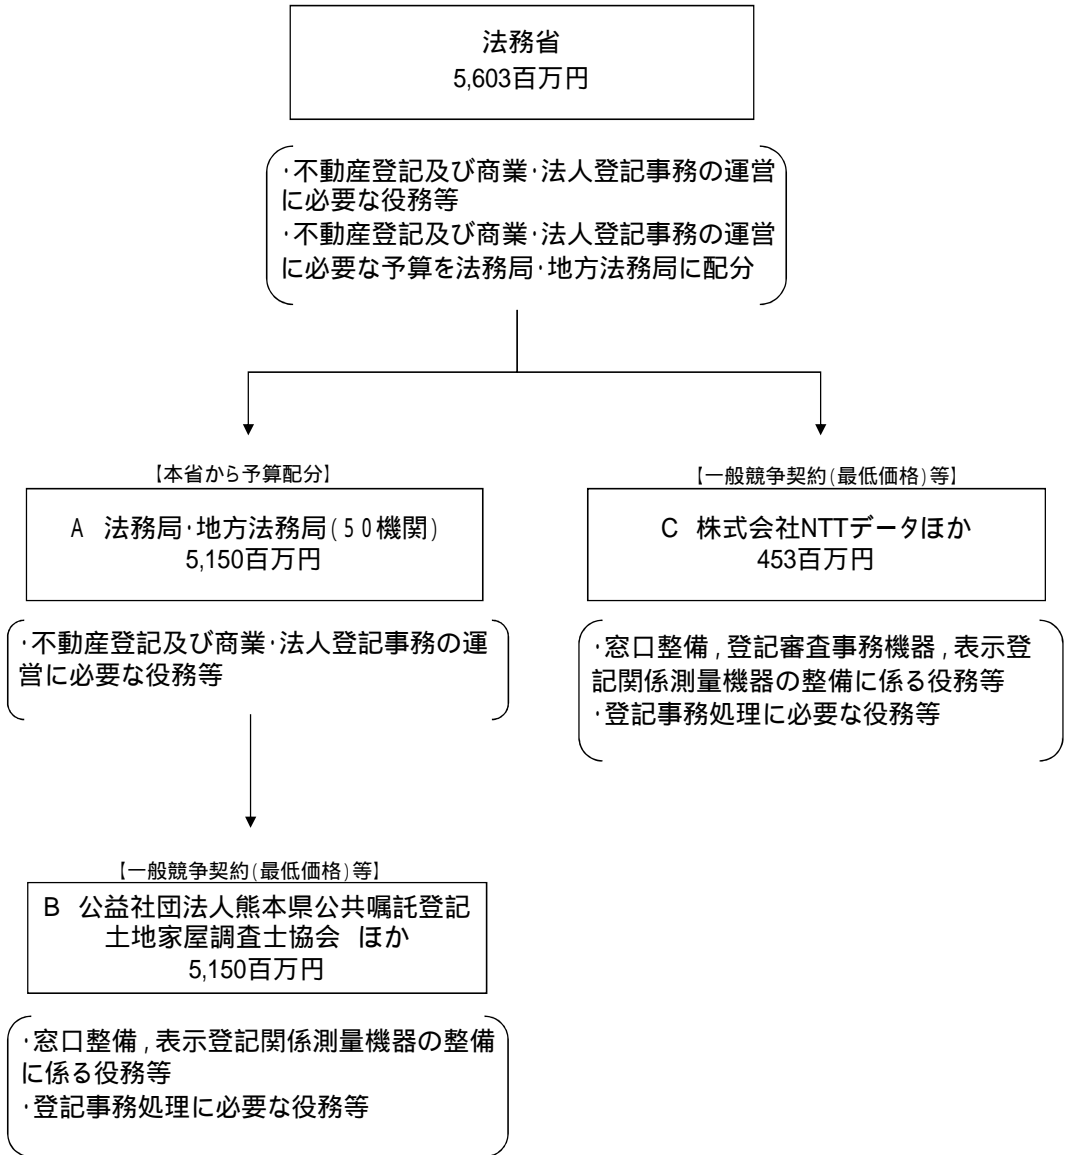 法務省
5,603百万円
・不動産登記及び商業・法人登記事務の運営
に必要な役務等
・不動産登記及び商業・法人登記事務の運営
に必要な予算を法務局・地方法務局に配分
【本省から予算配分】
A 法務局・地方法務局(50機関)
5,150百万円
・不動産登記及び商業・法人登記事務の運
営に必要な役務等
【一般競争契約(最低価格)等】
C 株式会社NTTデータほか
453百万円
・窓口整備,登記審査事務機器,表示登
記関係測量機器の整備に係る役務等
・登記事務処理に必要な役務等
【一般競争契約(最低価格)等】
B 公益社団法人熊本県公共嘱託登記
土地家屋調査士協会 ほか
5,150百万円
・窓口整備,表示登記関係測量機器の整備
に係る役務等
・登記事務処理に必要な役務等